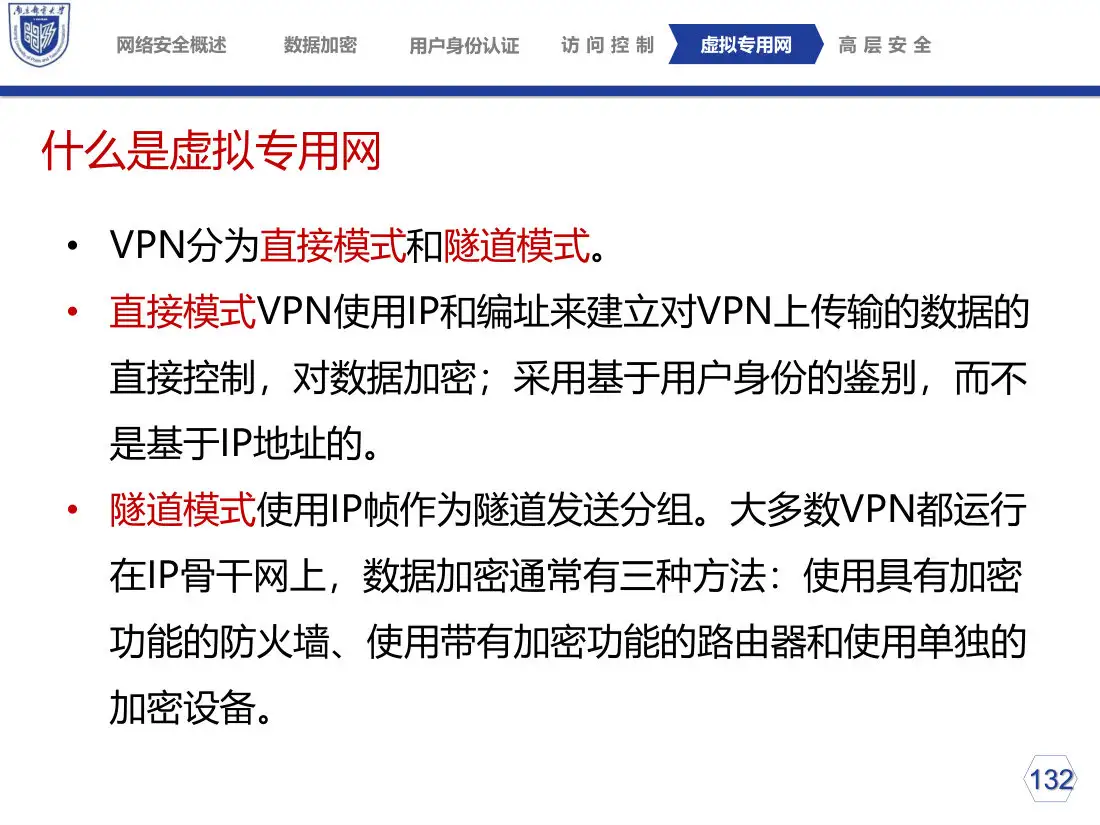 南京邮电大学
网络安全概述 数据加密 用户身份认证 访问控制 虚拟专用网 高层安全
什么是虚拟专用网
• VPN分为直接模式和隧道模式。
• 直接模式VPN使用IP和编址来建立对VPN上传输的数据的
直接控制，对数据加密；采用基于用户身份的鉴别，而不
是基于IP地址的。
• 隧道模式使用IP帧作为隧道发送分组。大多数VPN都运行
在IP骨干网上，数据加密通常有三种方法：使用具有加密
功能的防火墙、使用带有加密功能的路由器和使用单独的
加密设备。
132